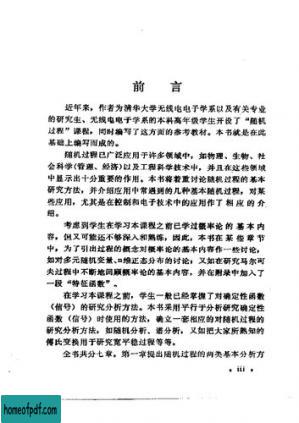 前言
近年来，作者为清华大学无线电电子学系以及有关专业
的研究生、无线电电子学系的本科高年级学生开设了“随机
过程”课程，同时编写了这方面的参考教材。本书就是在此
基础上编写而成的。
随机过程已广泛应用于许多领域中，如物理、生物、社
会科学(管理、经济)以及工程科学技术中，并且在这些领域
中显示出十分重要的作用。本书将着重讨论随机过程的基本
研究方法，并介绍应用中常遇到的几种基本随机过程，对某
些应用，尤其是在控制和电子技术中的应用作了相应的介
绍。
考虑到学生在学习本课程之前已学过概率论的基本内
容，但又可能还不够深入和熟练，因此，本书在某些章节
中，为了引出过程的概念对概率论的基本内容作一些讨论，
如对多元随机变量、n维正态分布的讨论，又如在研究马尔可
夫过程中不断地回顾概率论的基本内容，并在附录中加入了
一段“特征函数”。
在学习本课程之前，学生一般已经掌握了对确定性函数
(信号)的研究分析方法。本书采用平行于分析研究确定性
函数(信号)时使用的方法，确立一套相应的对随机过程的
研究分析方法，如随机分析、谱分析，又如把大家所熟知的
傅氏变换用于研究宽平稳过程等等。
全书共分七章。第一章提出随机过程的两类基本分析方
iii
homeofpdf.com